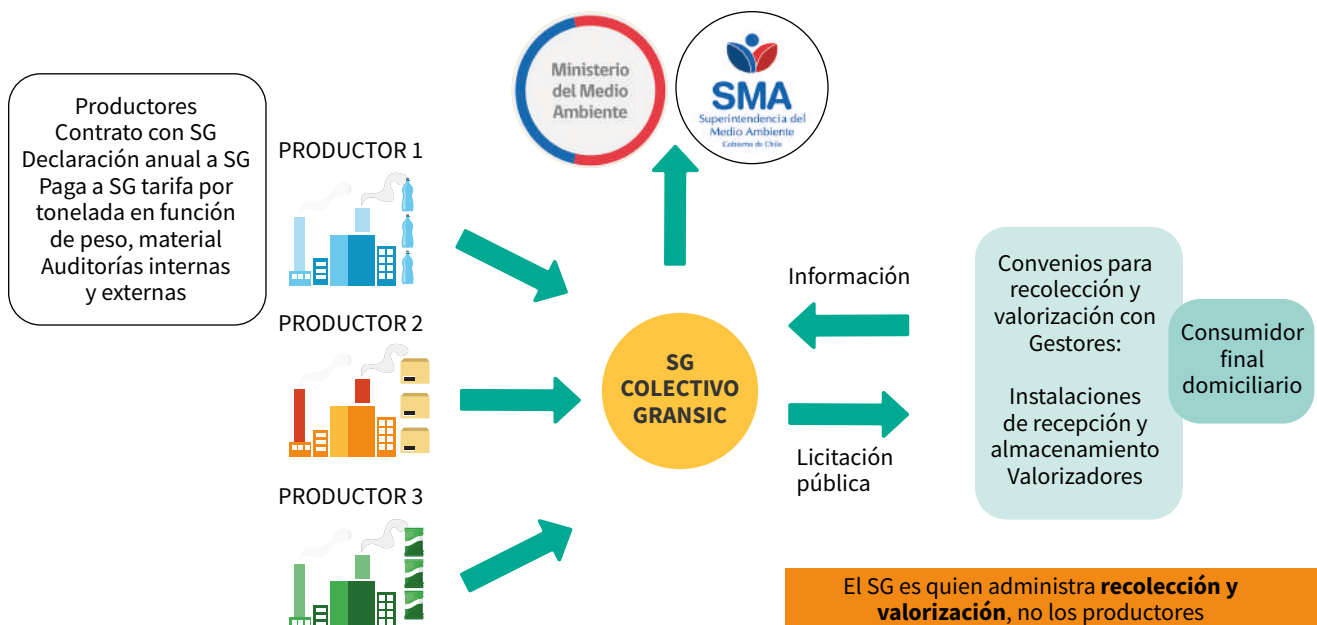 Ministerio
del Medio
Ambiente
SMA
Superintendencia del
Medio Ambiente
Gobierno de Chile
Productores
Contrato con SG
Declaración anual a SG
Paga a SG tarifa por
tonelada en función
de peso, material
Auditorías internas
y externas
PRODUCTOR 1
PRODUCTOR 2
PRODUCTOR 3
SG
COLECTIVO
GRANSIC
Información
Licitación
pública
Convenios para
recolección y
valorización con
Gestores:
Instalaciones
de recepción y
almacenamiento
Valorizadores
Consumidor
final
domiciliario
El SG es quien administra recolección y
valorización, no los productores